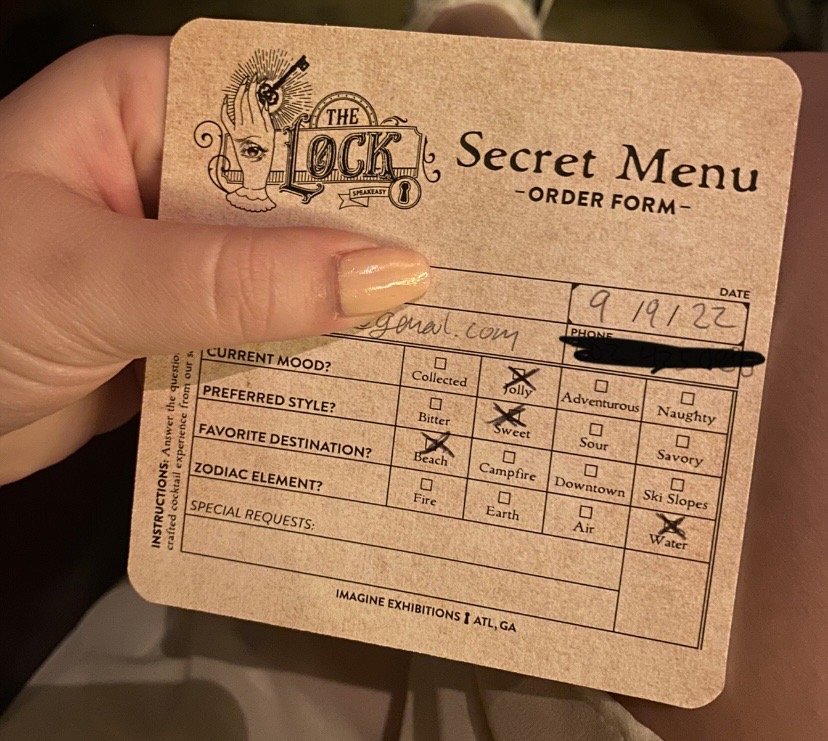 THE
LOCK
SPEAKEASY
Secret Menu
-ORDER FORM-
DATE
9/9/22
@gmail.com
PHONE
CURRENT MOOD? Collected Jolly Adventurous Naughty
PREFERRED STYLE? Bitter Sweet Sour Savory
FAVORITE DESTINATION? Beach Campfire Downtown Ski Slopes
ZODIAC ELEMENT? Fire Earth Air Water
SPECIAL REQUESTS:
INSTRUCTIONS: Answer the questio
crafted cocktail experience from our s
IMAGINE EXHIBITIONS ATL, GA